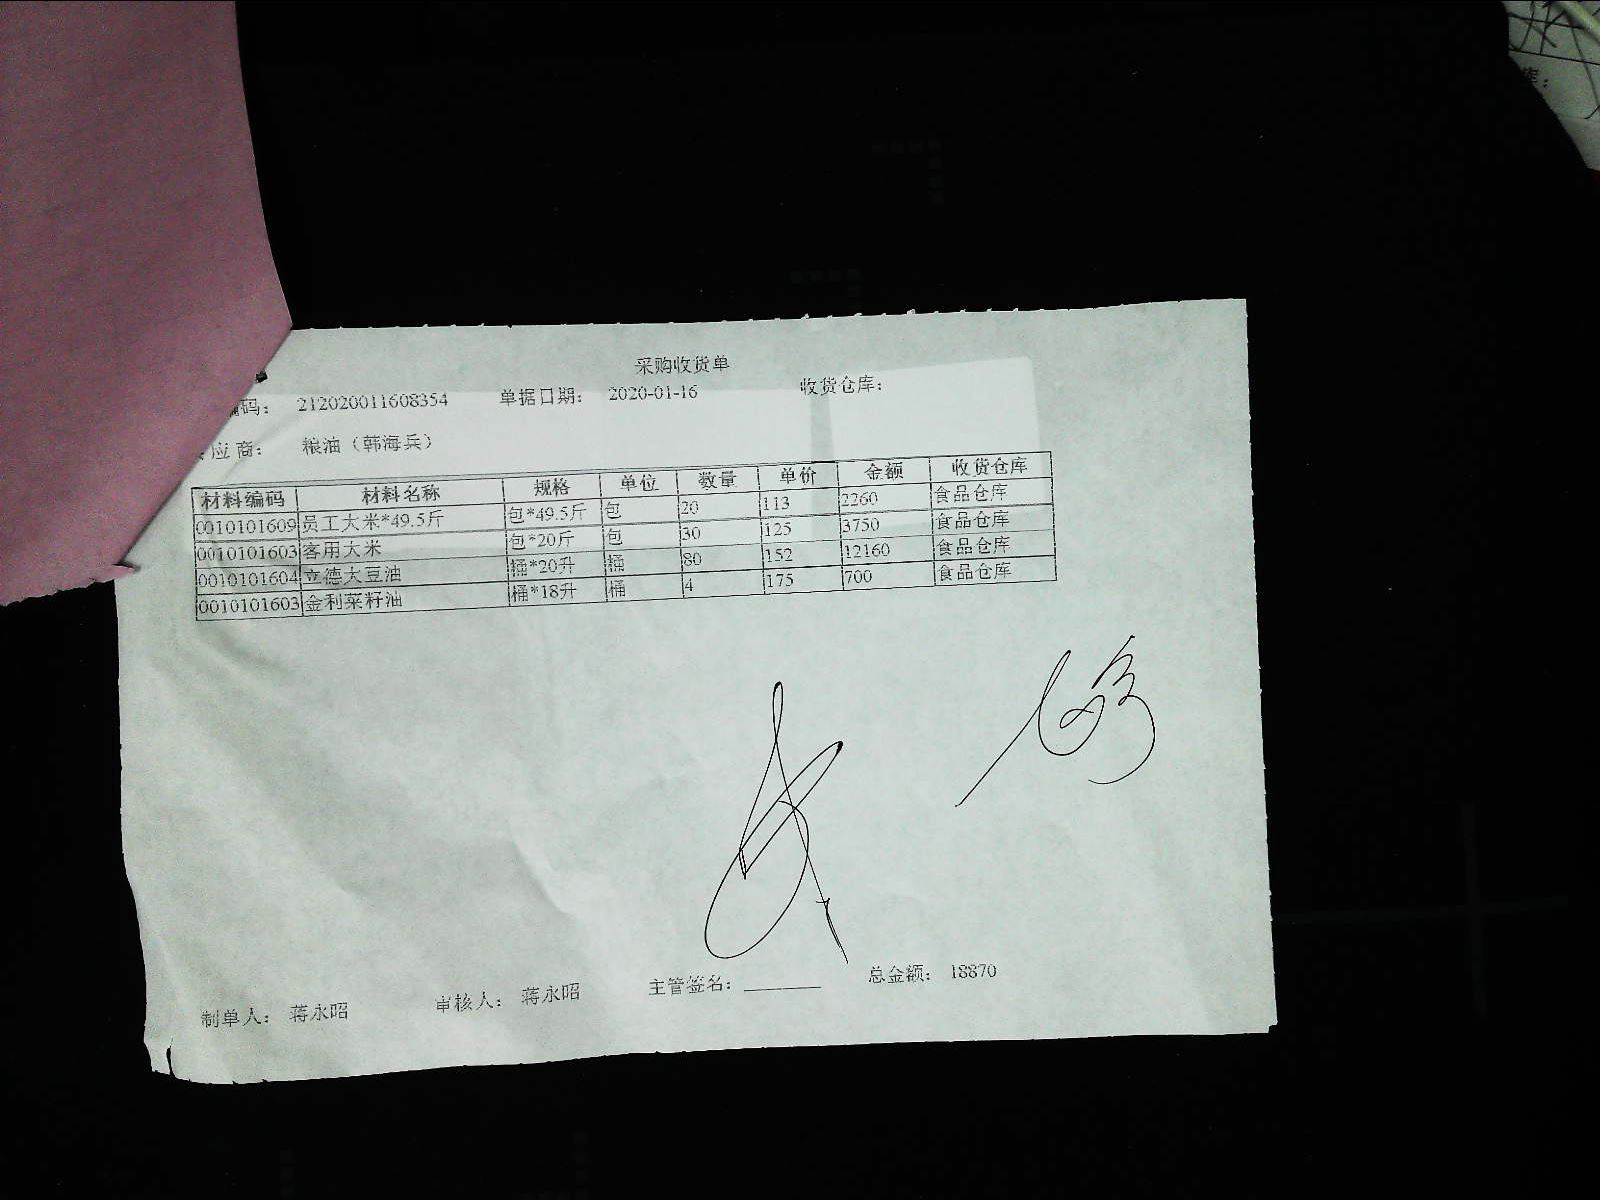 采购收货单
编码： 212020011608354 单据日期： 2020-01-16 收货仓库：
应商： 粮油（韩海兵）
材料编码 材料名称 规格 单位 数量 单价 金额 收货仓库
0010101609 员工大米*49.5斤 包*49.5斤 包 20 113 2260 食品仓库
0010101603 客用大米 包*20斤 包 30 125 3750 食品仓库
0010101604 立德大豆油 桶*20升 桶 80 152 12160 食品仓库
0010101603 金利菜籽油 桶*18升 桶 4 175 700 食品仓库
制单人： 蒋永昭 审核人： 蒋永昭 主管签名： 总金额： 18870